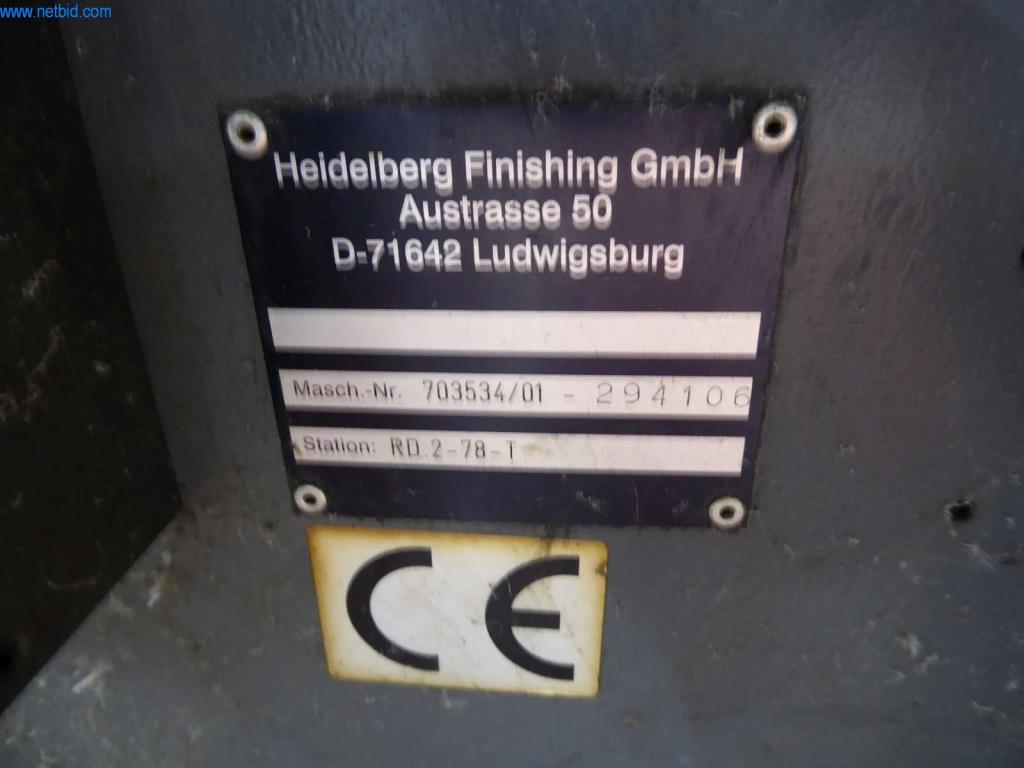 www.netbid.com
Heidelberg Finishing GmbH
Austrasse 50
D-71642 Ludwigsburg
Masch.-Nr. 703534/01 - 294106
Station: RD.2-78-T
CE